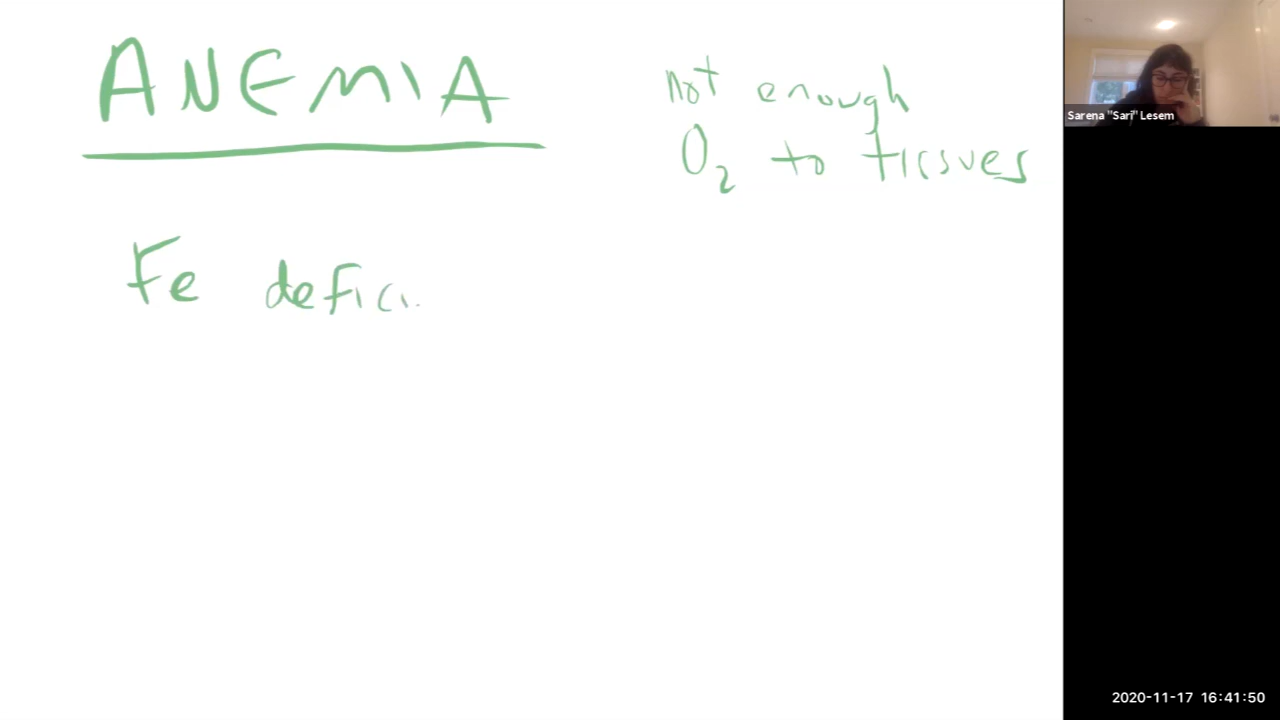 ANEMIA
not enough
O2 to tissues
Fe defici
Sarena "Sari" Lesem
2020-11-17 16:41:50